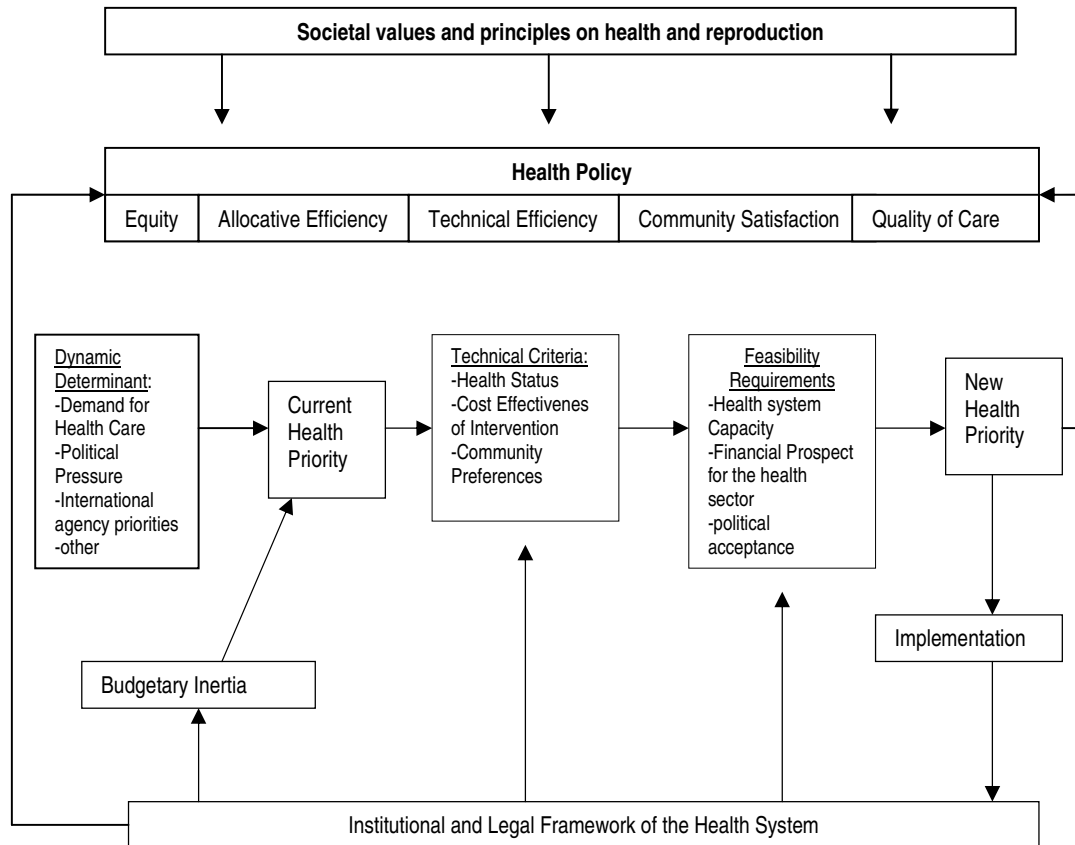 Societal values and principles on health and reproduction
Health Policy
Equity
Allocative Efficiency
Technical Efficiency
Community Satisfaction
Quality of Care
Dynamic
Determinant:
-Demand for
Health Care
-Political
Pressure
-International
agency priorities
-other
Current
Health
Priority
Technical Criteria:
-Health Status
-Cost Effectivenes
of Intervention
-Community
Preferences
Feasibility
Requirements
-Health system
Capacity
-Financial Prospect
for the health
sector
-political
acceptance
New
Health
Priority
Implementation
Budgetary Inertia
Institutional and Legal Framework of the Health System